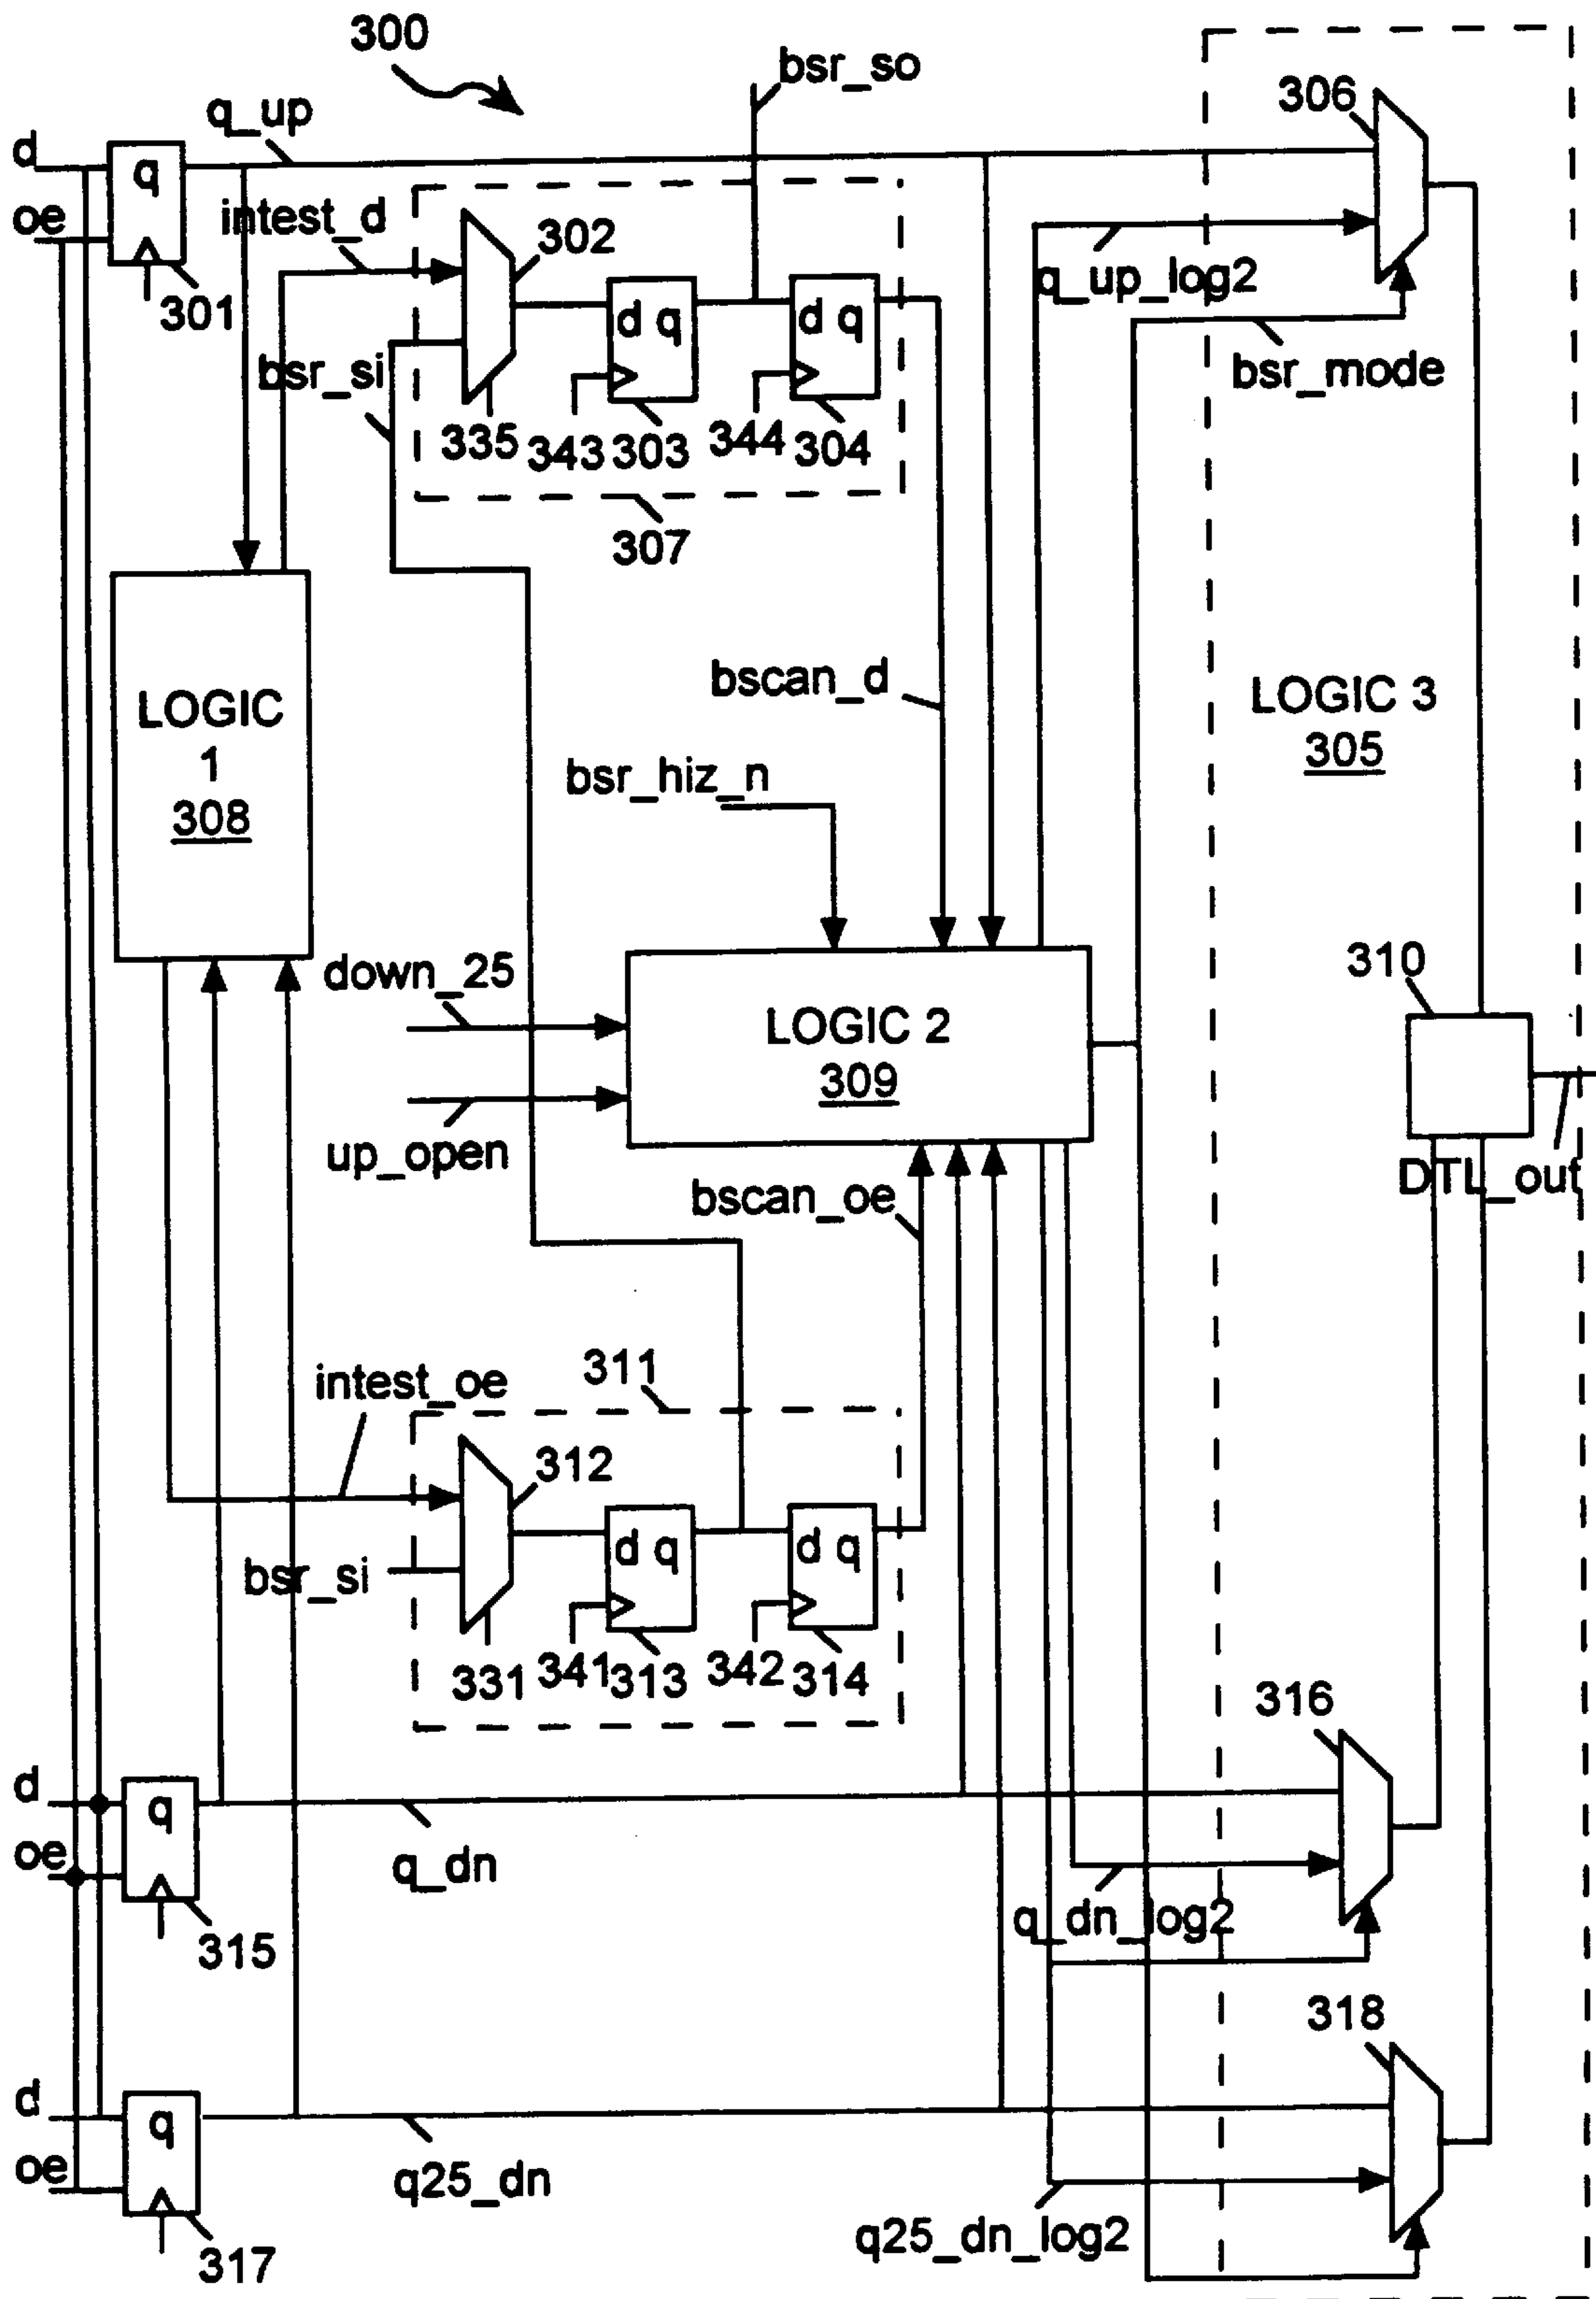 300
bsr_so
q_up
306
d
q
oe
intest_d
302
301
q_up_log2
d q
d q
bsr_si
bsr_mode
335
343
303
344
304
307
LOGIC
1
308
bscan_d
LOGIC 3
305
bsr_hiz_n
310
down_25
LOGIC 2
309
up_open
DTL_out
bscan_oe
311
intest_oe
312
d q
d q
bsr_si
331
341
313
342
314
316
d
q
oe
q_dn
q_dn_log2
315
318
d
q
oe
q25_dn
q25_dn_log2
317